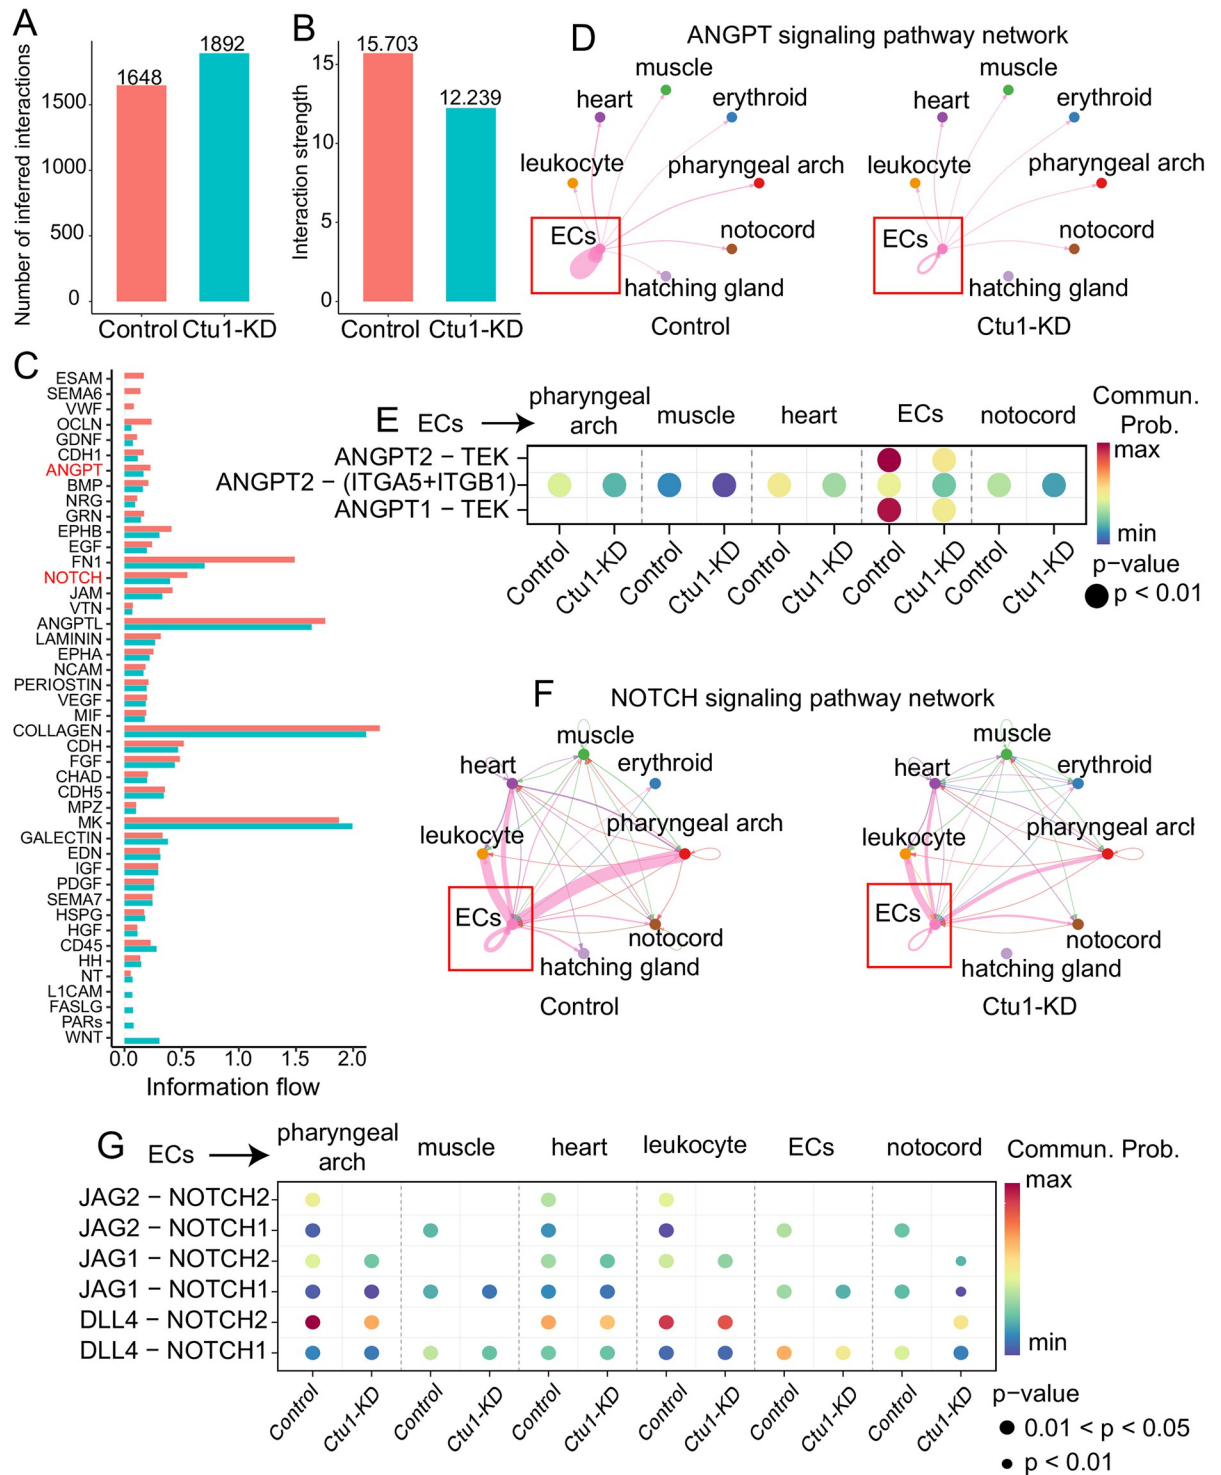 A
Number of inferred interactions
1648
1892
1500
1000
500
0
Control
Ctu1-KD
B
Interaction strength
15.703
12.239
15
10
5
0
Control
Ctu1-KD
D
ANGPT signaling pathway network
muscle
heart
erythroid
leukocyte
pharyngeal arch
ECs
notocord
hatching gland
Control
muscle
heart
erythroid
leukocyte
pharyngeal arch
ECs
notocord
hatching gland
Ctu1-KD
C
ESAM
SEMA6
VWF
OCLN
GDNF
CDH1
ANGPT
BMP
NRG
GRN
EPHB
EGF
FN1
NOTCH
JAM
VTN
ANGPTL
LAMININ
EPHA
NCAM
PERIOSTIN
VEGF
MIF
COLLAGEN
CDH
FGF
CHAD
CDH5
MPZ
MK
GALECTIN
EDN
IGF
PDGF
SEMA7
HSPG
HGF
CD45
HH
NT
L1CAM
FASLG
PARs
WNT
0.0 0.5 1.0 1.5 2.0
Information flow
E
ECs
pharyngeal
arch
muscle
heart
ECs
notocord
ANGPT2 − TEK
ANGPT2 − (ITGA5+ITGB1)
ANGPT1 − TEK
Control
Ctu1-KD
Control
Ctu1-KD
Control
Ctu1-KD
Control
Ctu1-KD
Control
Ctu1-KD
Commun.
Prob.
max
min
p−value
p < 0.01
F
NOTCH signaling pathway network
muscle
heart
erythroid
leukocyte
pharyngeal arch
ECs
notocord
hatching gland
Control
muscle
heart
erythroid
leukocyte
pharyngeal arch
ECs
notocord
hatching gland
Ctu1-KD
G
ECs
pharyngeal
arch
muscle
heart
leukocyte
ECs
notocord
JAG2 − NOTCH2
JAG2 − NOTCH1
JAG1 − NOTCH2
JAG1 − NOTCH1
DLL4 − NOTCH2
DLL4 − NOTCH1
Control
Ctu1-KD
Control
Ctu1-KD
Control
Ctu1-KD
Control
Ctu1-KD
Control
Ctu1-KD
Control
Ctu1-KD
Commun. Prob.
max
min
p−value
0.01 < p < 0.05
p < 0.01